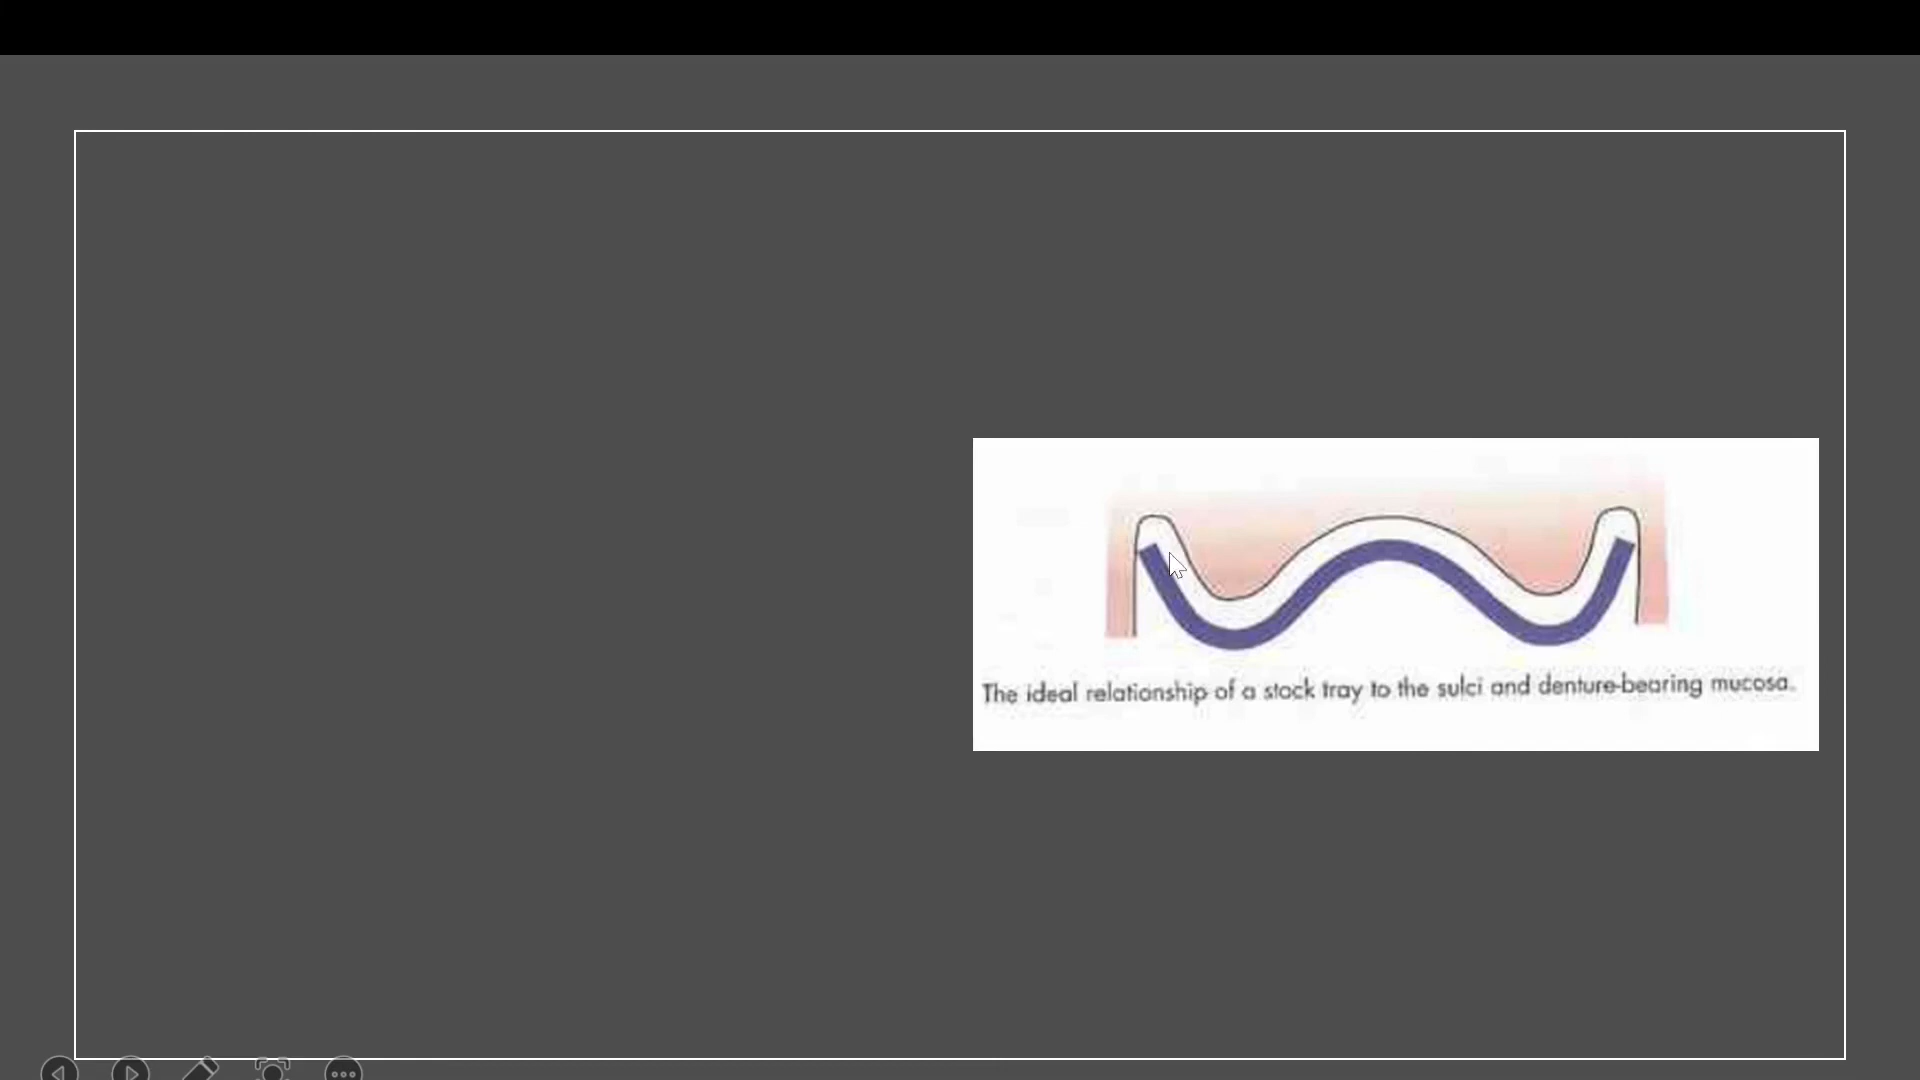 The ideal relationship of a stock tray to the sulci and denture-bearing mucosa.